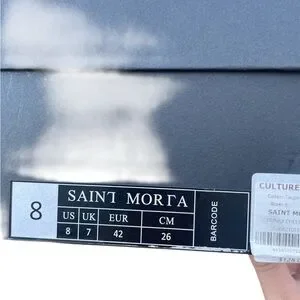 8
SAINT MORTA
US UK EUR CM
8 7 42 26
BARCODE
CULTURE
SAINT M